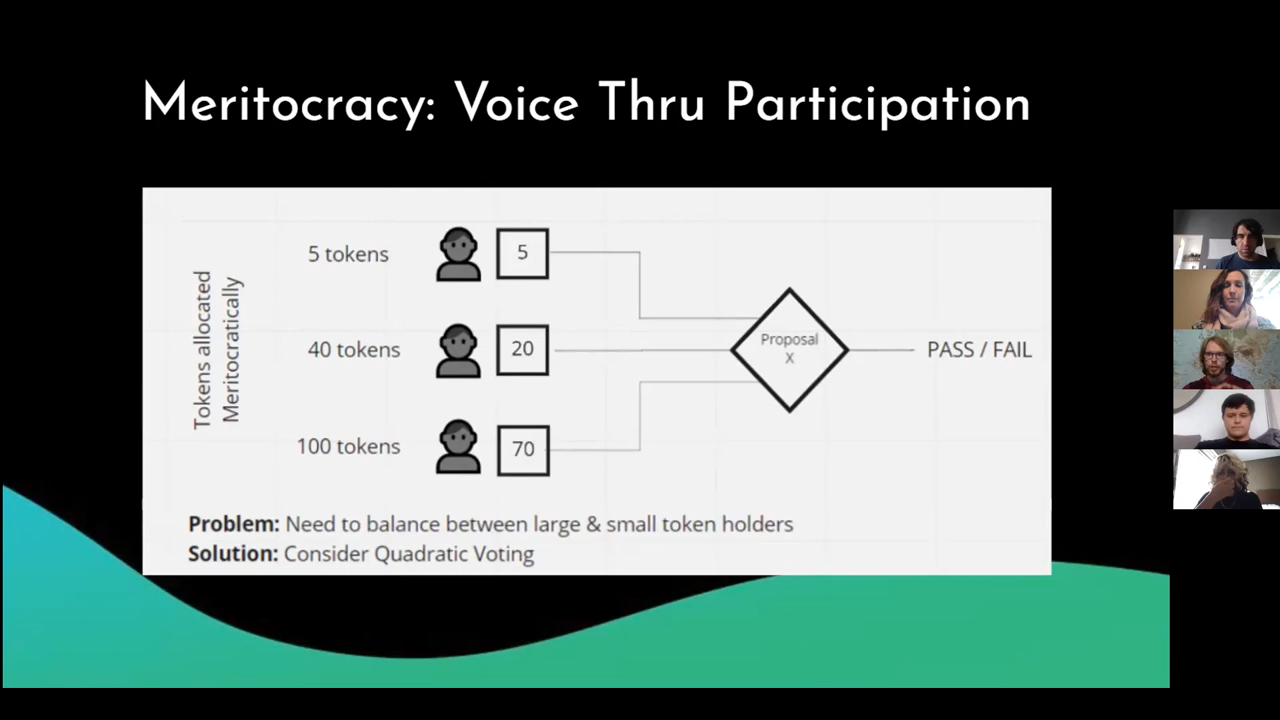 Meritocracy: Voice Thru Participation
Tokens allocated
Meritocratically
5 tokens
5
40 tokens
20
100 tokens
70
Proposal
X
PASS / FAIL
Problem: Need to balance between large & small token holders
Solution: Consider Quadratic Voting